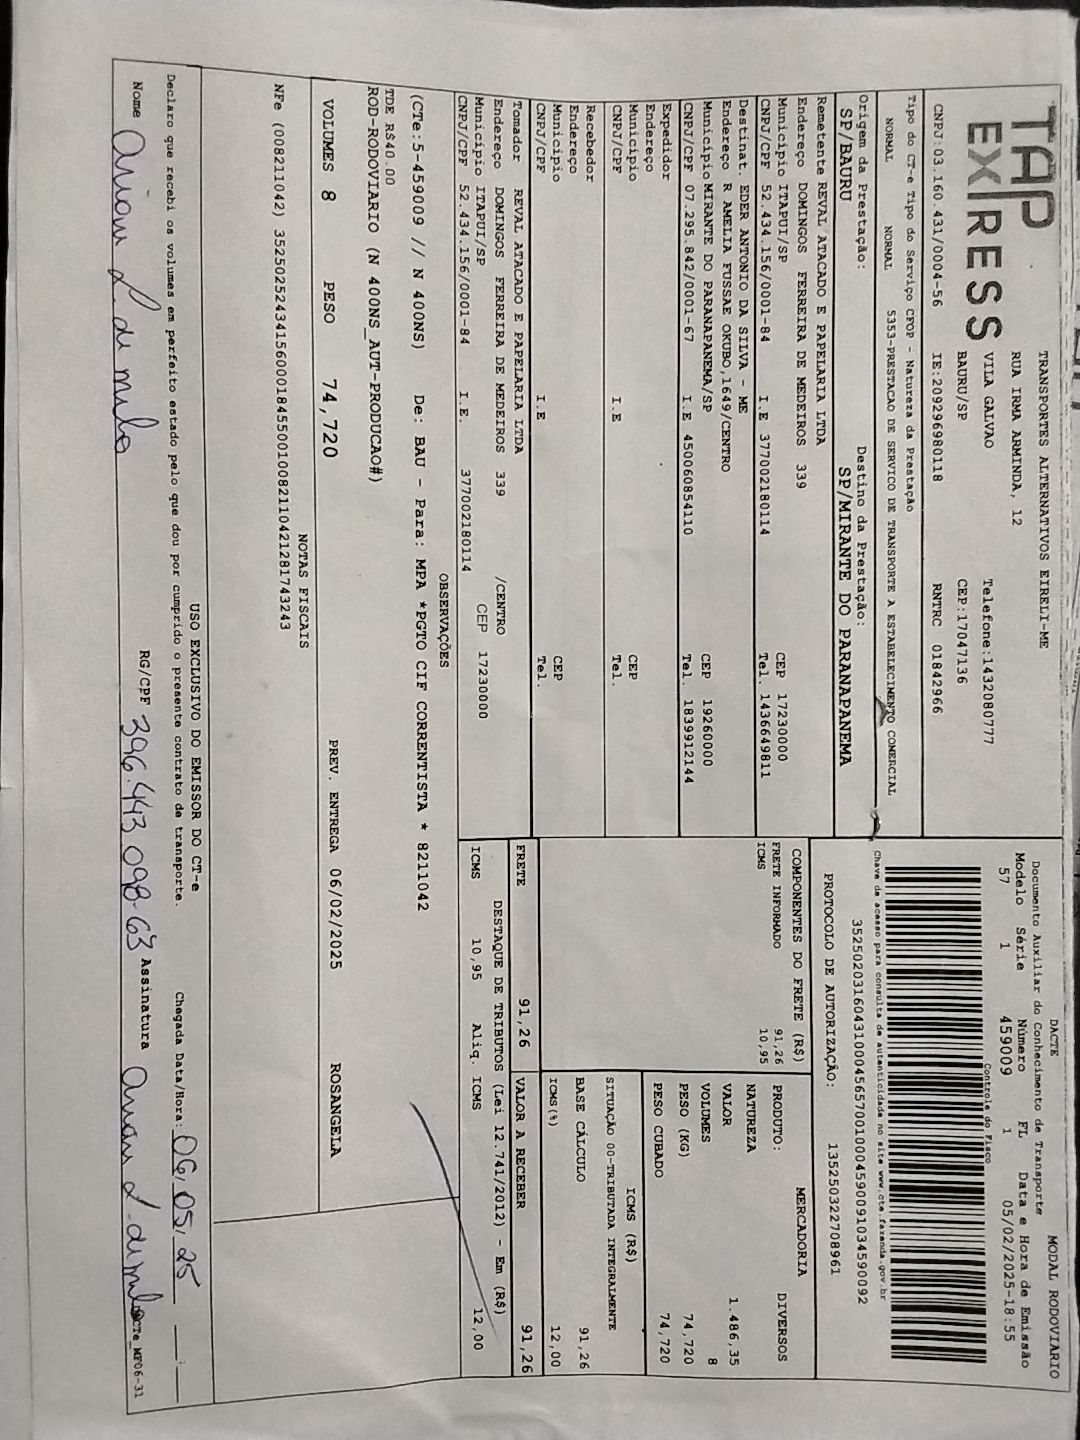 TAP
EXPRESS
TRANSPORTES ALTERNATIVOS EIRELI-ME
RUA IRMA ARMINDA, 12
VILA GALVAO Telefone:1432080777
BAURU/SP CEP:17047136
CNPJ:03.160.431/0004-56 IE:209296980118 RNTRC 01842966
Tipo do CT-e Tipo do Serviço CFOP - Natureza da Prestação
NORMAL NORMAL 5353-PRESTACAO DE SERVICO DE TRANSPORTE A ESTABELECIMENTO COMERCIAL
Origem da Prestação: Destino da Prestação:
SP/BAURU SP/MIRANTE DO PARANAPANEMA
DACTE MODAL RODOVIÁRIO
Documento Auxiliar do Conhecimento de Transporte
Modelo Série Número FL Data e Hora de Emissão
57 1 459009 1 05/02/2025-18:55
Controle do Fisco
Chave de acesso para consulta de autenticidade no site www.cte.fazenda.gov.br
35250203160431000456570010004590091034590092
PROTOCOLO DE AUTORIZAÇÃO: 135250322708961
Remetente REVAL ATACADO E PAPELARIA LTDA
Endereço DOMINGOS FERREIRA DE MEDEIROS 339
Município ITAPUI/SP CEP 17230000
CNPJ/CPF 52.434.156/0001-84 I.E 377002180114 Tel. 1436649811
Destinat. EDER ANTONIO DA SILVA - ME
Endereço R AMELIA FUSSAE OKUBO,1649/CENTRO
Município MIRANTE DO PARANAPANEMA/SP CEP 19260000
CNPJ/CPF 07.295.842/0001-67 I.E 450060854110 Tel. 1839912144
Expedidor
Endereço
Município CEP
CNPJ/CPF I.E Tel.
Recebedor
Endereço
Município CEP
CNPJ/CPF I.E Tel.
Tomador REVAL ATACADO E PAPELARIA LTDA
Endereço DOMINGOS FERREIRA DE MEDEIROS 339 /CENTRO
Município ITAPUI/SP CEP 17230000
CNPJ/CPF 52.434.156/0001-84 I.E. 377002180114
COMPONENTES DO FRETE (R$)
FRETE INFORMADO 91,26
ICMS 10,95
MERCADORIA
PRODUTO: DIVERSOS
NATUREZA
VALOR 1.486,35
VOLUMES 8
PESO (KG) 74,720
PESO CUBADO 74,720
ICMS (R$)
SITUAÇÃO 00-TRIBUTADA INTEGRALMENTE
BASE CÁLCULO 91,26
ICMS(%) 12,00
FRETE 91,26 VALOR A RECEBER 91,26
DESTAQUE DE TRIBUTOS (Lei 12.741/2012) - Em (R$)
ICMS 10,95 Aliq. ICMS 12,00
OBSERVAÇÕES
(CTe:5-459009 // N 400NS) De: BAU - Para: MPA *PGTO CIF CORRENTISTA * 8211042
TDE R$40.00
ROD-RODOVIARIO (N 400NS_AUT-PRODUCAO#)
VOLUMES 8 PESO 74,720 PREV. ENTREGA 06/02/2025 ROSANGELA
NOTAS FISCAIS
NFe (008211042) 35250252434156000184550010082110421281743243
USO EXCLUSIVO DO EMISSOR DO CT-e
Declaro que recebi os volumes em perfeito estado pelo que dou por cumprido o presente contrato de transporte. Chegada Data/Hora: 06/05/25 __:__
Nome RG/CPF 396.443.098-63 Assinatura
CTe_MP06-31